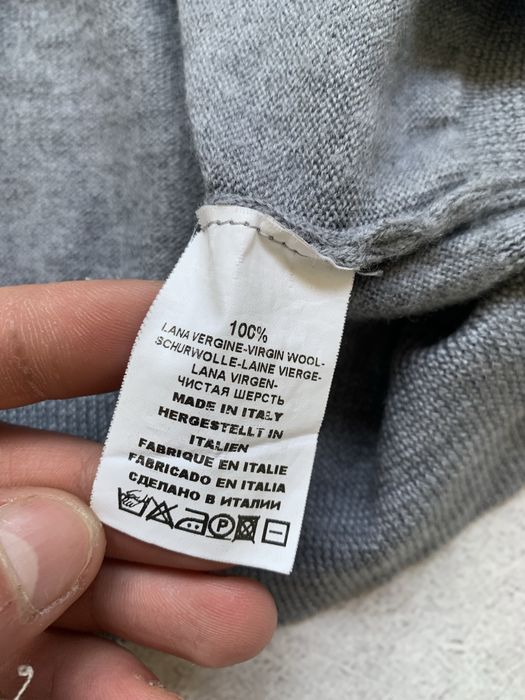 100%
LANA VERGINE-VIRGIN WOOL-
-SCHURWOLLE-LAINE VIERGE-
LANA VIRGEN-
ЧИСТАЯ ШЕРСТЬ
MADE IN ITALY
HERGESTELLT IN
ITALIEN
FABRIQUE EN ITALIE
FABRICADO EN ITALIA
СДЕЛАНО В ИТАЛИИ
P